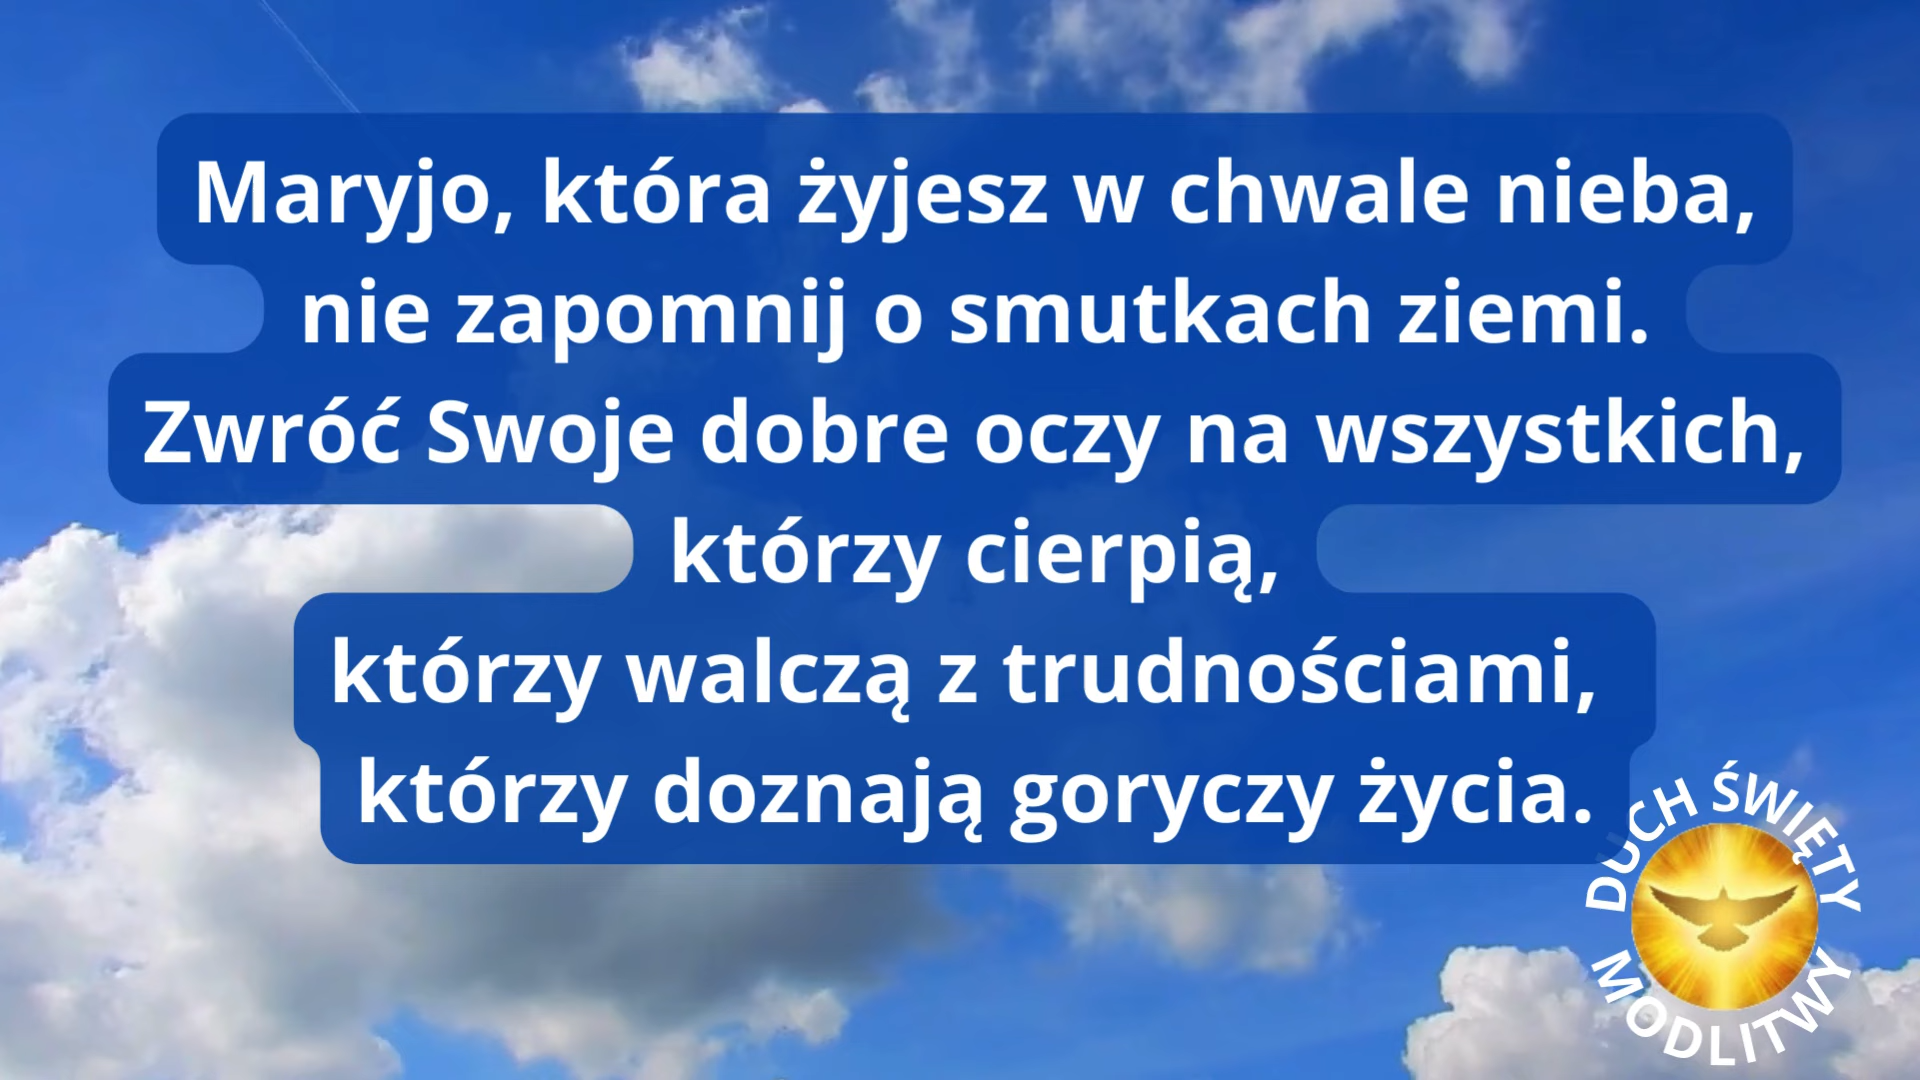 Maryjo, która żyjesz w chwale nieba,
nie zapomnij o smutkach ziemi.
Zwróć Swoje dobre oczy na wszystkich,
którzy cierpią,
którzy walczą z trudnościami,
którzy doznają goryczy życia.
DUCH ŚWIĘTY
MODLITWY